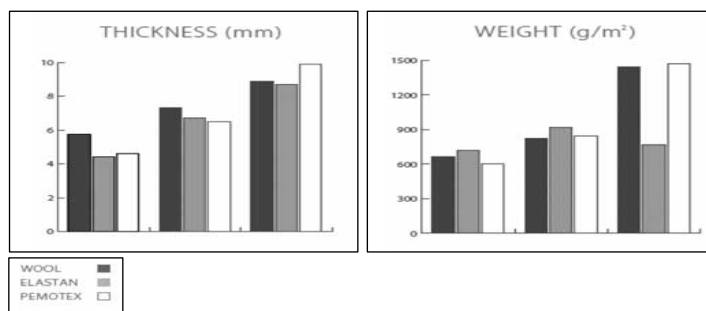 THICKNESS (mm)
10
8
6
4
2
0
WEIGHT (g/m²)
1500
1200
900
600
300
0
WOOL
ELASTAN
PEMOTEX